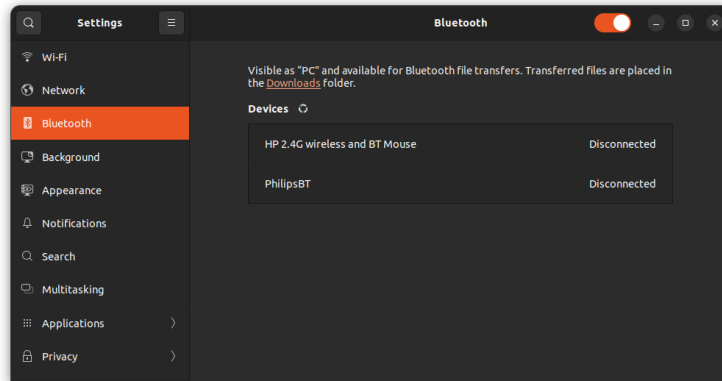 Settings
Bluetooth
Wi-Fi
Network
Bluetooth
Background
Appearance
Notifications
Search
Multitasking
Applications
Privacy
Visible as “PC” and available for Bluetooth file transfers. Transferred files are placed in
the Downloads folder.
Devices
HP 2.4G wireless and BT Mouse Disconnected
PhilipsBT Disconnected